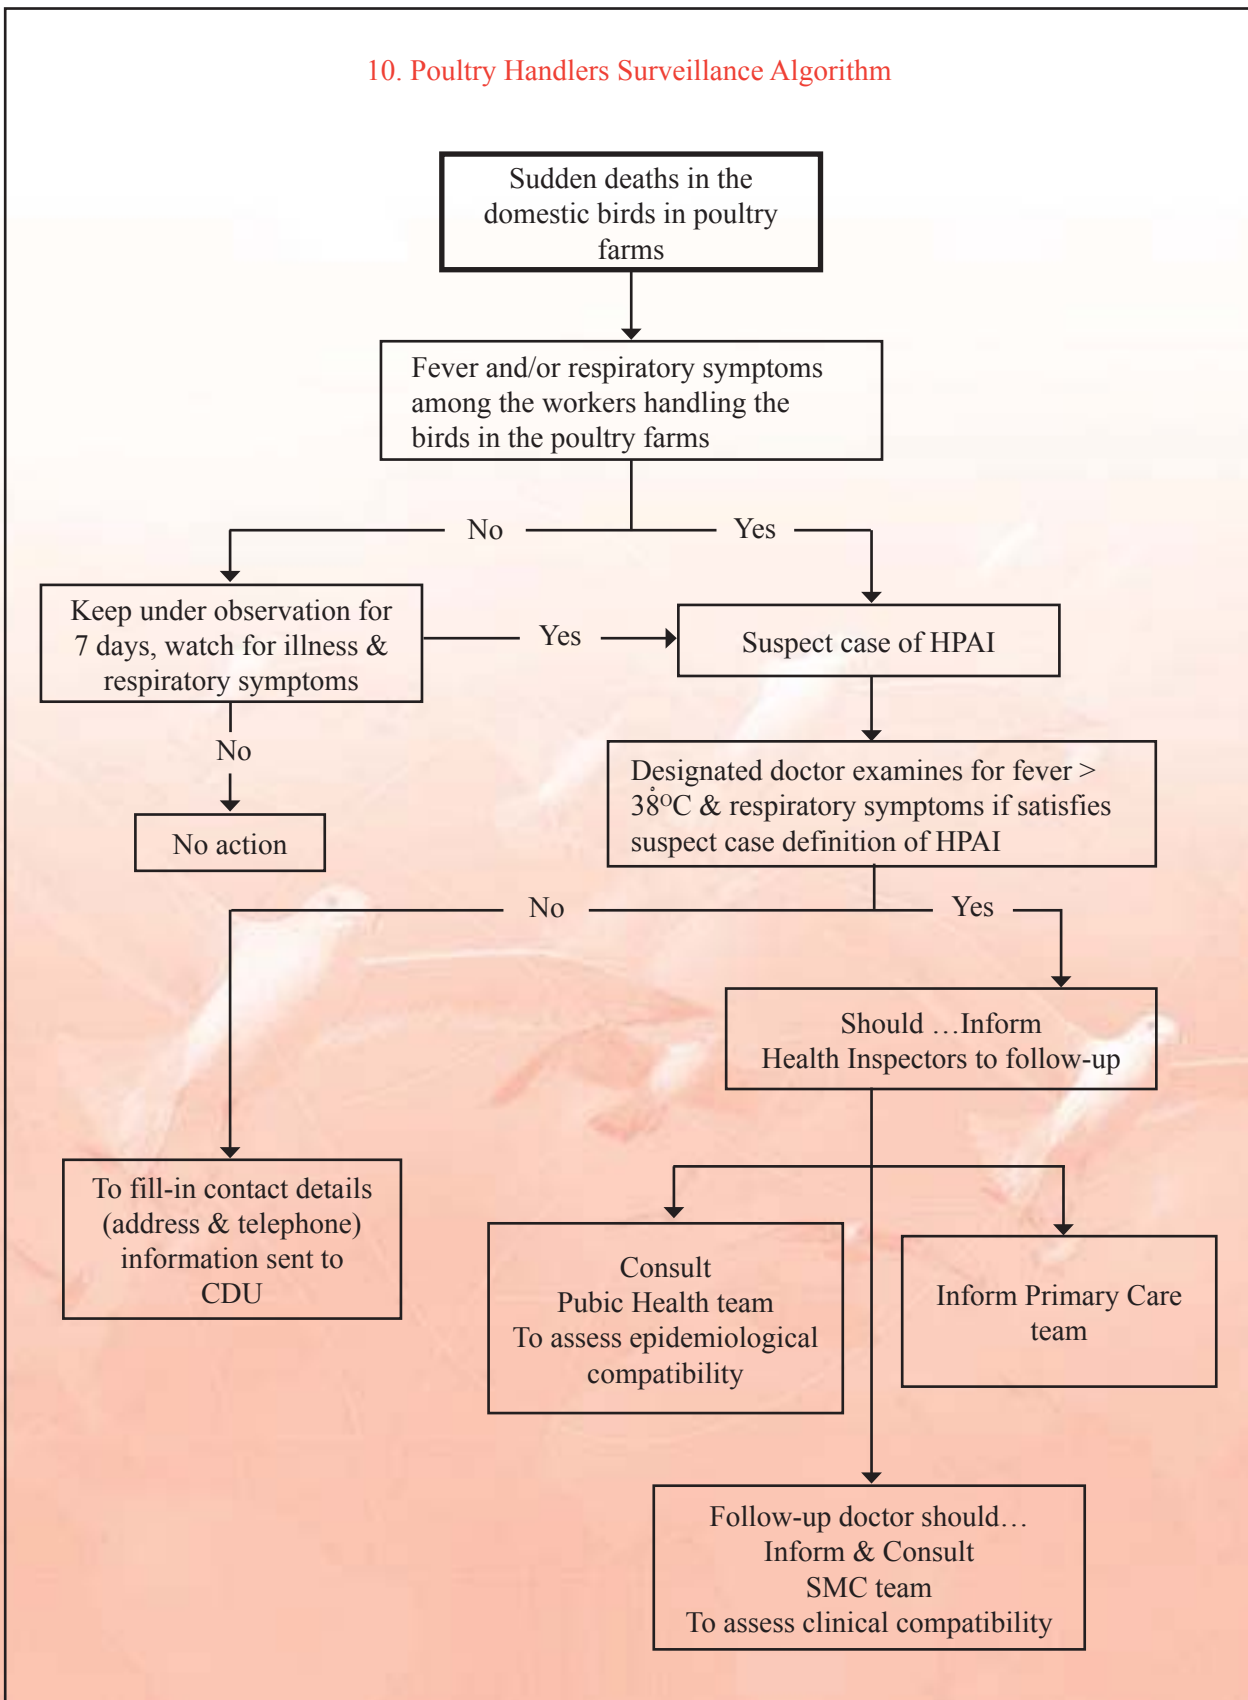 10. Poultry Handlers Surveillance Algorithm
Sudden deaths in the
domestic birds in poultry
farms
Fever and/or respiratory symptoms
among the workers handling the
birds in the poultry farms
No
Yes
Keep under observation for
7 days, watch for illness &
respiratory symptoms
Yes
Suspect case of HPAI
No
No action
Designated doctor examines for fever >
38°C & respiratory symptoms if satisfies
suspect case definition of HPAI
No
Yes
Should …Inform
Health Inspectors to follow-up
To fill-in contact details
(address & telephone)
information sent to
CDU
Consult
Pubic Health team
To assess epidemiological
compatibility
Inform Primary Care
team
Follow-up doctor should…
Inform & Consult
SMC team
To assess clinical compatibility